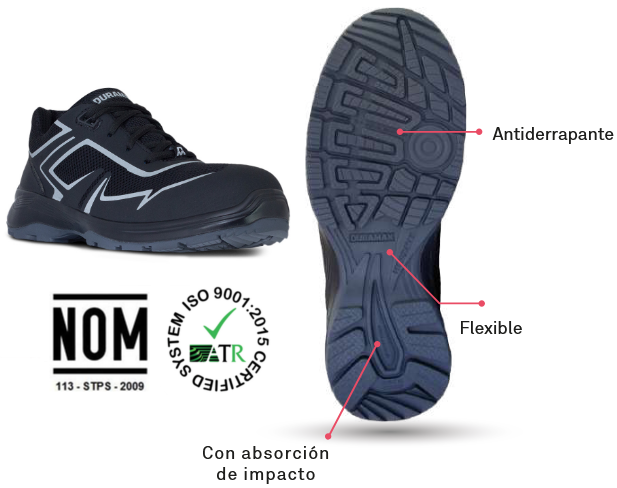 DURAMAX
Antiderrapante
DURAMAX
Flexible
NOM
113 - STPS - 2009
SYSTEM ISO 9001:2015 CERTIFIED
ATR
Con absorción
de impacto